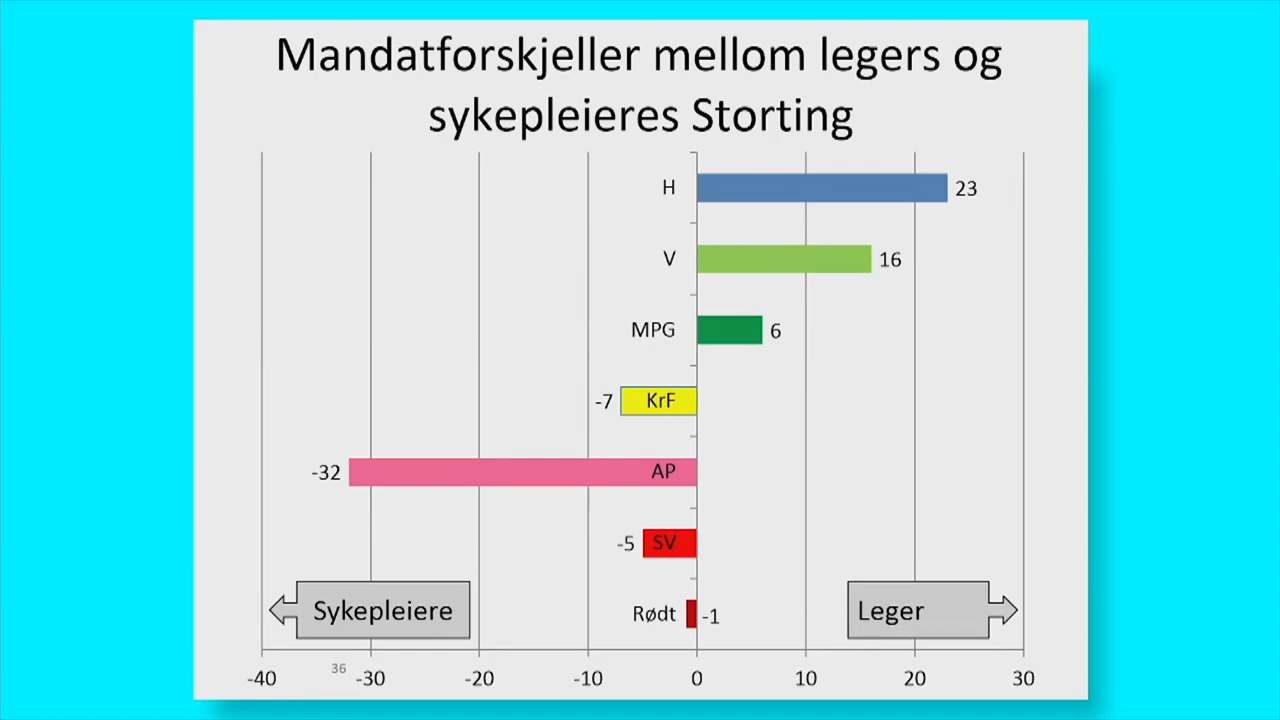 Mandatforskjeller mellom legers og
sykepleieres Storting
H 23
V 16
MPG 6
-7 KrF
-32 AP
-5 SV
Rødt -1
Sykepleiere Leger
36
-40 -30 -20 -10 0 10 20 30